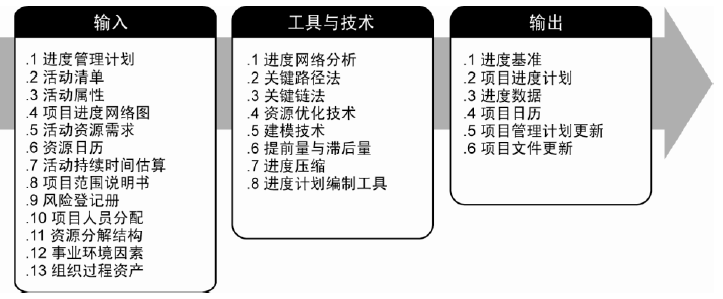 输入
.1 进度管理计划
.2 活动清单
.3 活动属性
.4 项目进度网络图
.5 活动资源需求
.6 资源日历
.7 活动持续时间估算
.8 项目范围说明书
.9 风险登记册
.10 项目人员分配
.11 资源分解结构
.12 事业环境因素
.13 组织过程资产
工具与技术
.1 进度网络分析
.2 关键路径法
.3 关键链法
.4 资源优化技术
.5 建模技术
.6 提前量与滞后量
.7 进度压缩
.8 进度计划编制工具
输出
.1 进度基准
.2 项目进度计划
.3 进度数据
.4 项目日历
.5 项目管理计划更新
.6 项目文件更新